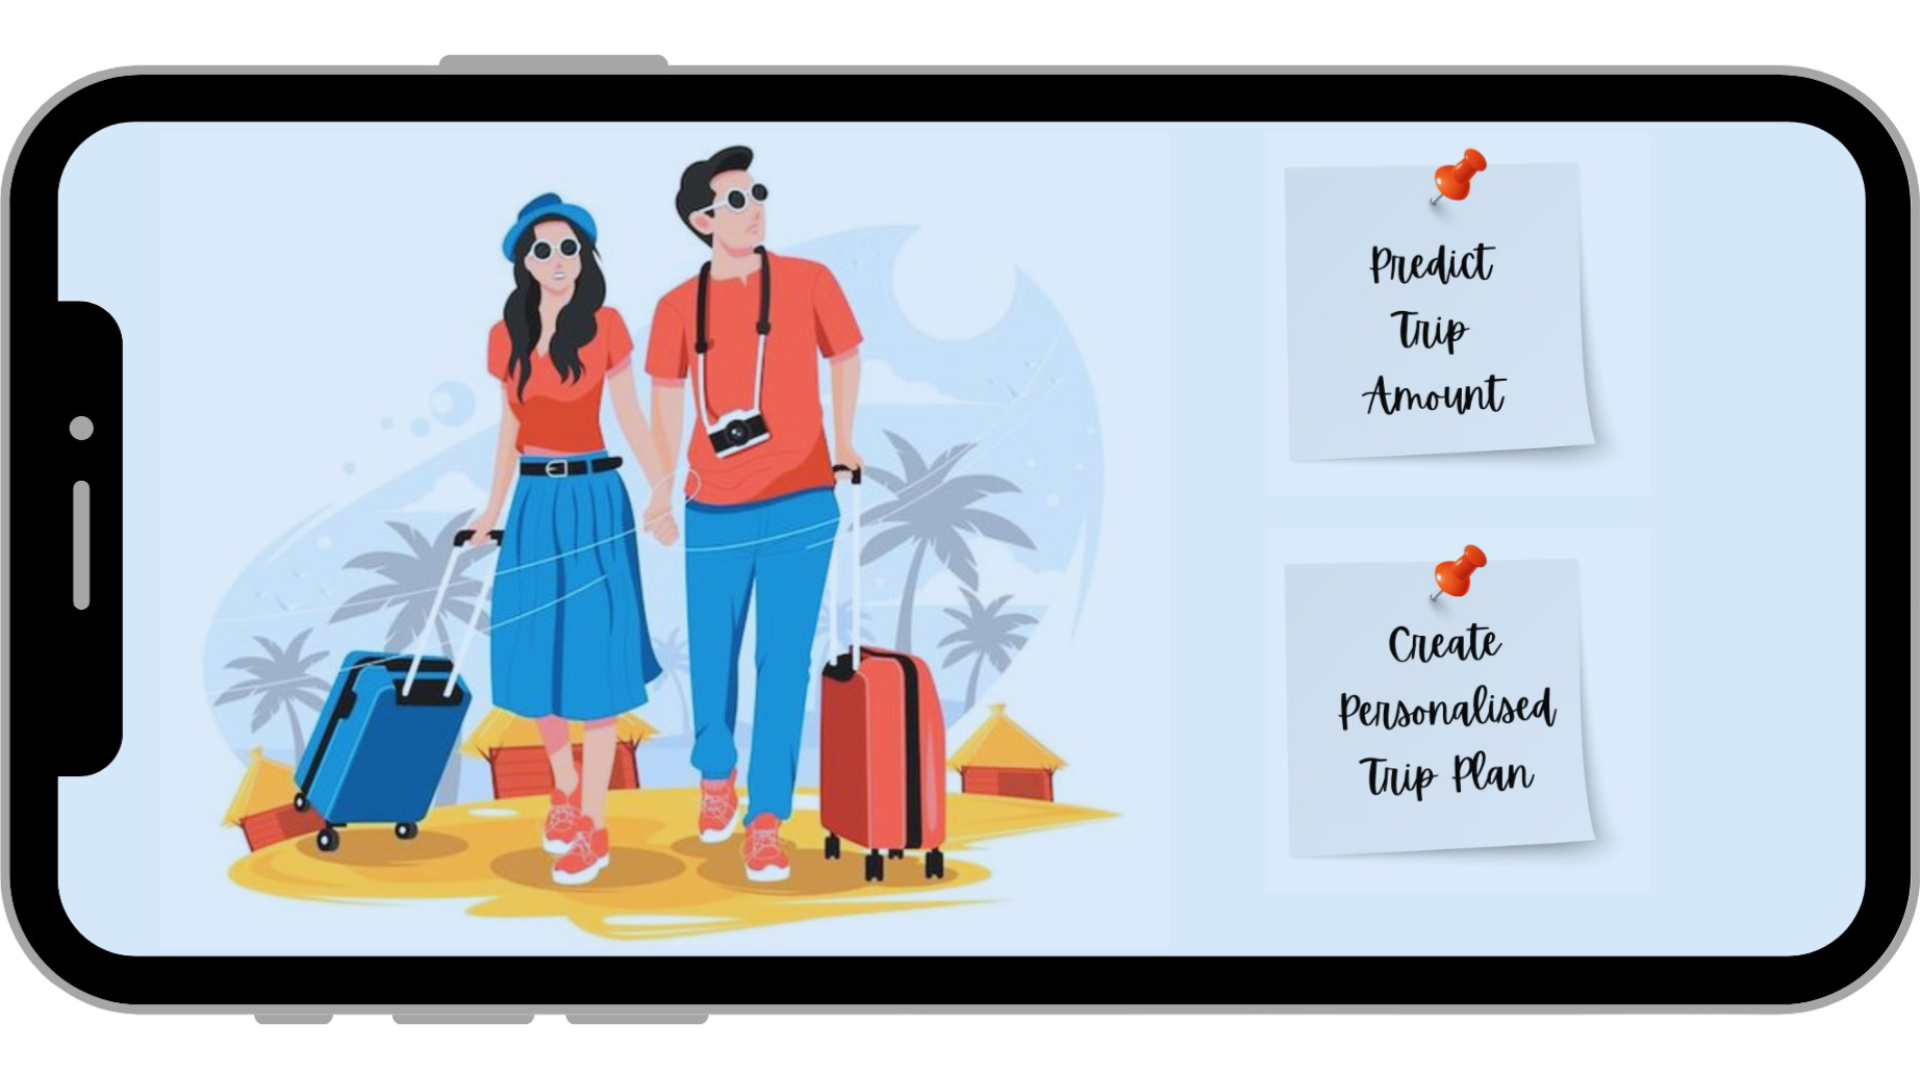 Predict
Trip
Amount
Create
Personalised
Trip Plan